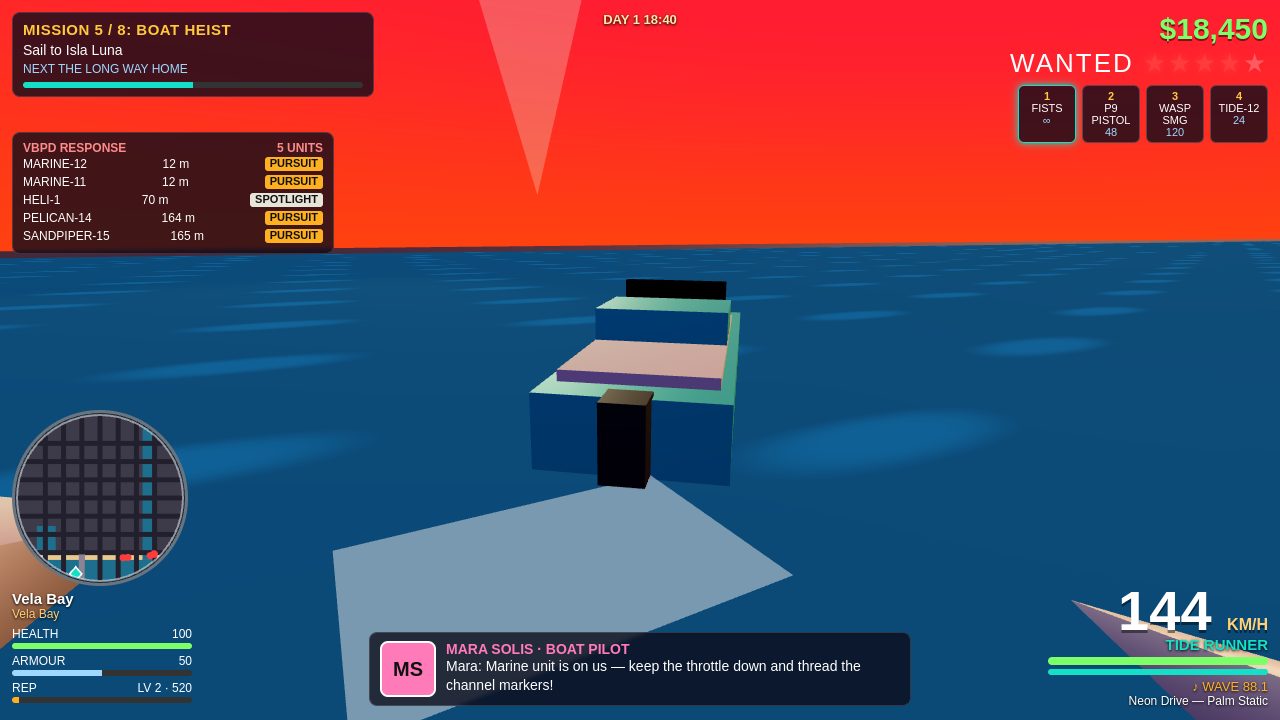 MISSION 5 / 8: BOAT HEIST
Sail to Isla Luna
NEXT THE LONG WAY HOME
DAY 1 18:40
$18,450
WANTED ★★★★★
1 FISTS ∞
2 P9 PISTOL 48
3 WASP SMG 120
4 TIDE-12 24
VBPD RESPONSE 5 UNITS
MARINE-12 12 m PURSUIT
MARINE-11 12 m PURSUIT
HELI-1 70 m SPOTLIGHT
PELICAN-14 164 m PURSUIT
SANDPIPER-15 165 m PURSUIT
Vela Bay
Vela Bay
HEALTH 100
ARMOUR 50
REP LV 2 · 520
MS
MARA SOLIS · BOAT PILOT
Mara: Marine unit is on us — keep the throttle down and thread the
channel markers!
144 KM/H
TIDE RUNNER
♪ WAVE 88.1
Neon Drive — Palm Static